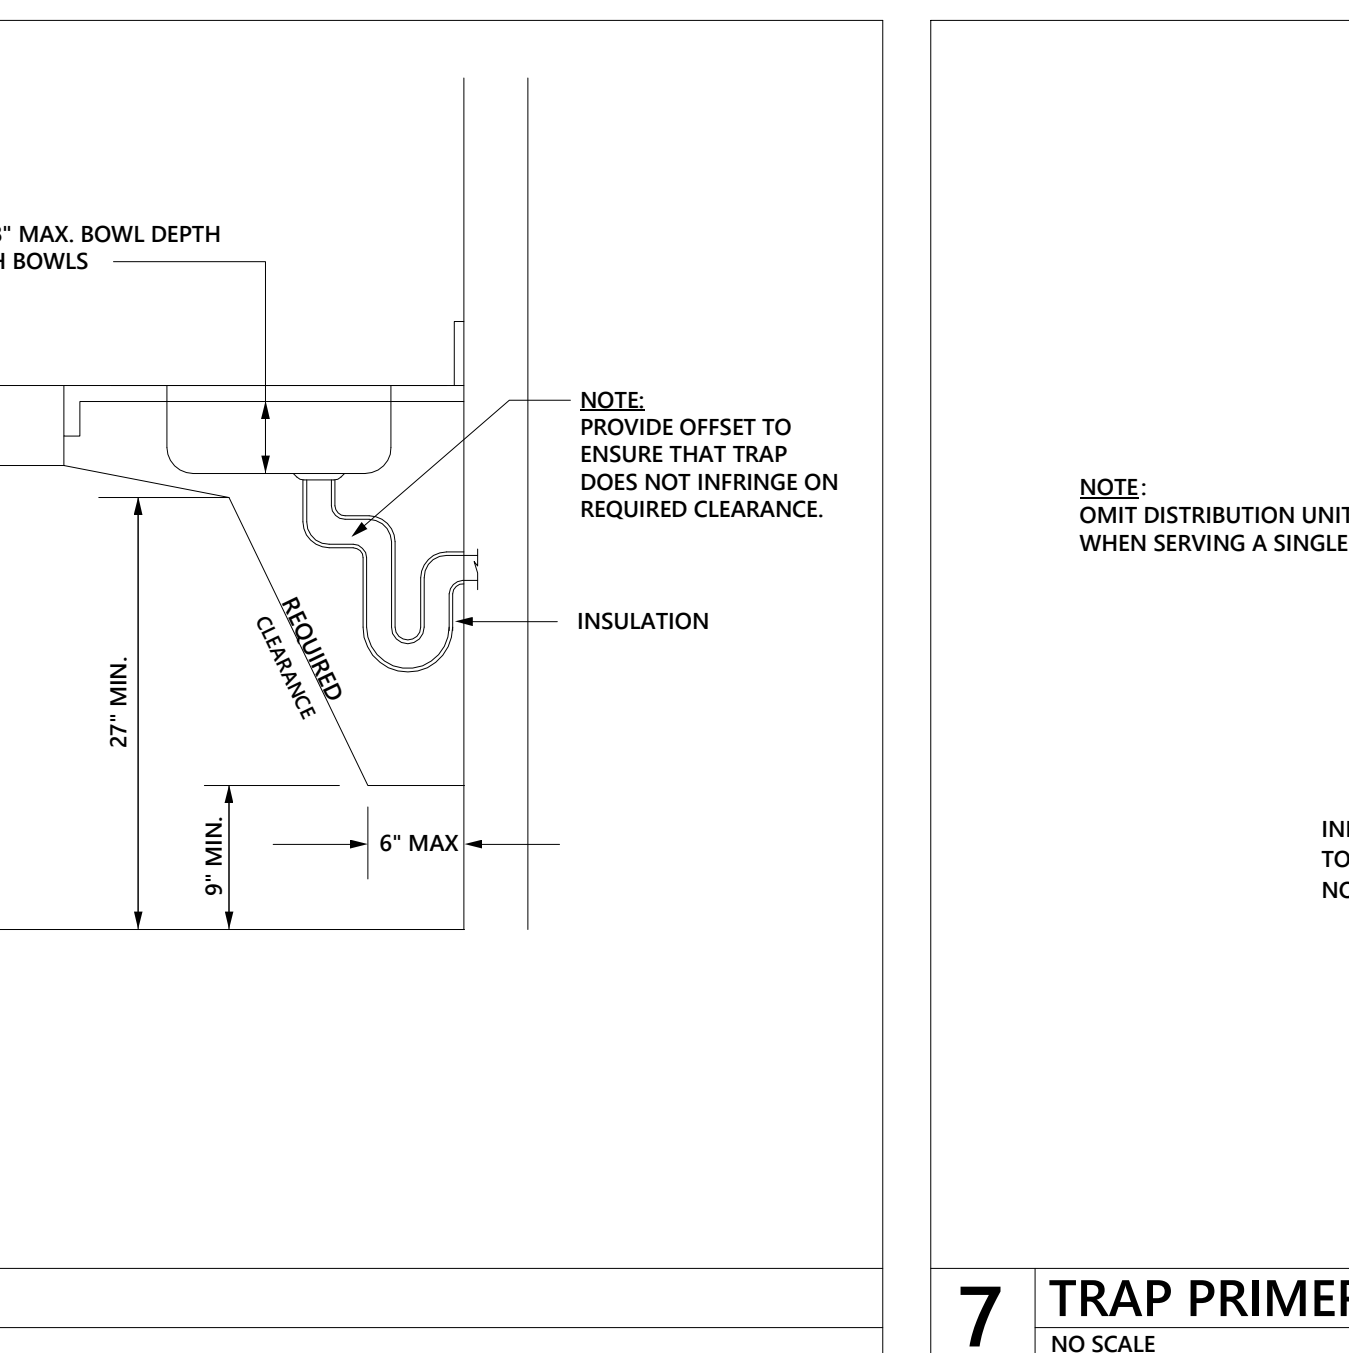 " MAX. BOWL DEPTH
BOWLS
NOTE:
PROVIDE OFFSET TO
ENSURE THAT TRAP
DOES NOT INFRINGE ON
REQUIRED CLEARANCE.
INSULATION
REQUIRED
CLEARANCE
27" MIN.
9" MIN.
6" MAX
NOTE:
OMIT DISTRIBUTION UNIT
WHEN SERVING A SINGLE
TO
7
TRAP PRIMER
NO SCALE